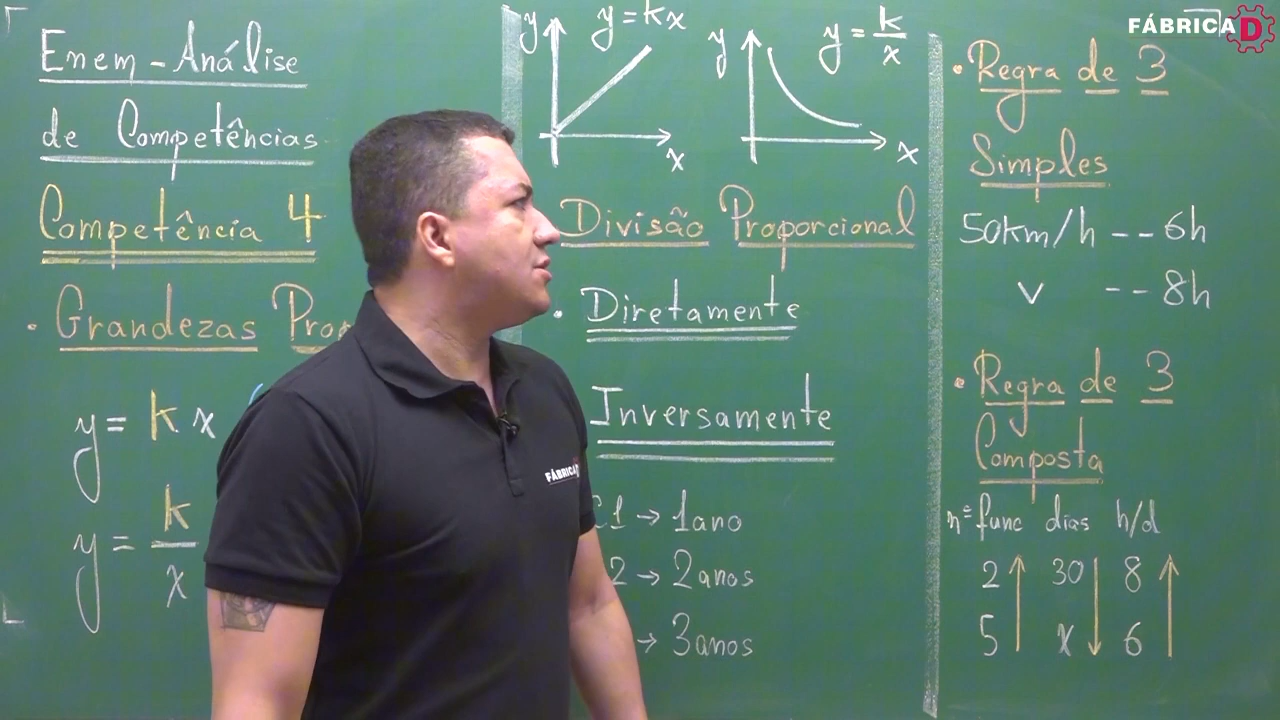 Enem - Análise
de Competências
Competência 4
• Grandezas
y = k x
y = k/x
y
y = kx
x
y
y = k/x
x
Divisão Proporcional
• Diretamente
Inversamente
1 → 1ano
2 → 2anos
→ 3anos
FÁBRICA D
• Regra de 3
Simples
50km/h -- 6h
v -- 8h
• Regra de 3
Composta
nº func dias h/d
2 ↑ 30 ↓ 8 ↑
5 x 6
FÁBRICA